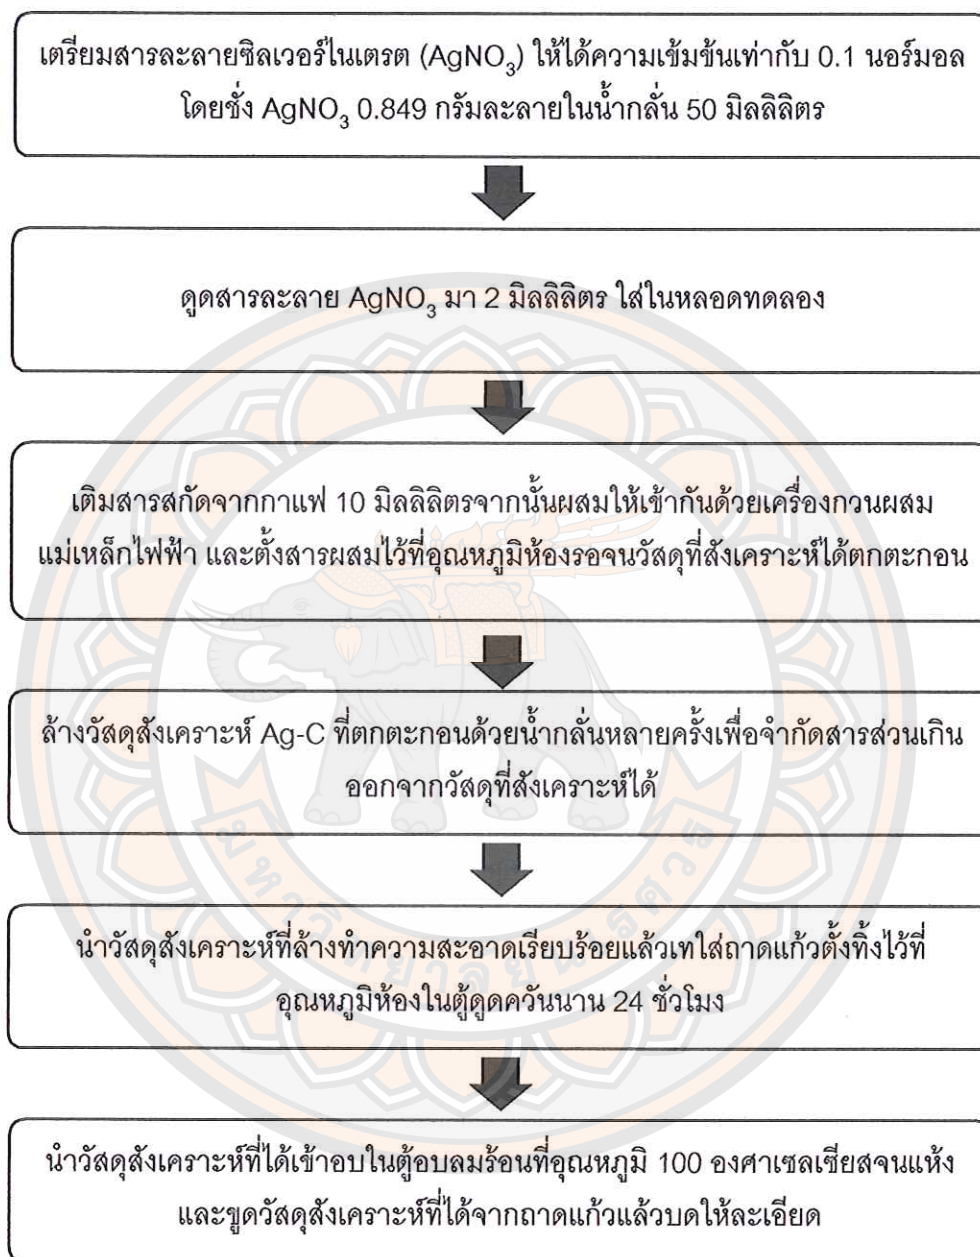 เตรียมสารละลายซิลเวอร์ไนเตรต (AgNO3) ให้ได้ความเข้มข้นเท่ากับ 0.1 นอร์มอล
โดยชั่ง AgNO3 0.849 กรัมละลายในน้ำกลั่น 50 มิลลิลิตร
ดูดสารละลาย AgNO3 มา 2 มิลลิลิตร ใส่ในหลอดทดลอง
เติมสารสกัดจากกาแฟ 10 มิลลิลิตรจากนั้นผสมให้เข้ากันด้วยเครื่องกวนผสม
แม่เหล็กไฟฟ้า และตั้งสารผสมไว้ที่อุณหภูมิห้องรอจนวัสดุที่สังเคราะห์ได้ตกตะกอน
ล้างวัสดุสังเคราะห์ Ag-C ที่ตกตะกอนด้วยน้ำกลั่นหลายครั้งเพื่อจำกัดสารส่วนเกิน
ออกจากวัสดุที่สังเคราะห์ได้
นำวัสดุสังเคราะห์ที่ล้างทำความสะอาดเรียบร้อยแล้วเทใส่ถาดแก้วตั้งทิ้งไว้ที่
อุณหภูมิห้องในตู้ดูดควันนาน 24 ชั่วโมง
นำวัสดุสังเคราะห์ที่ได้เข้าอบในตู้อบลมร้อนที่อุณหภูมิ 100 องศาเซลเซียสจนแห้ง
และขูดวัสดุสังเคราะห์ที่ได้จากถาดแก้วแล้วบดให้ละเอียด
มหาวิทยาลัยนเรศวร